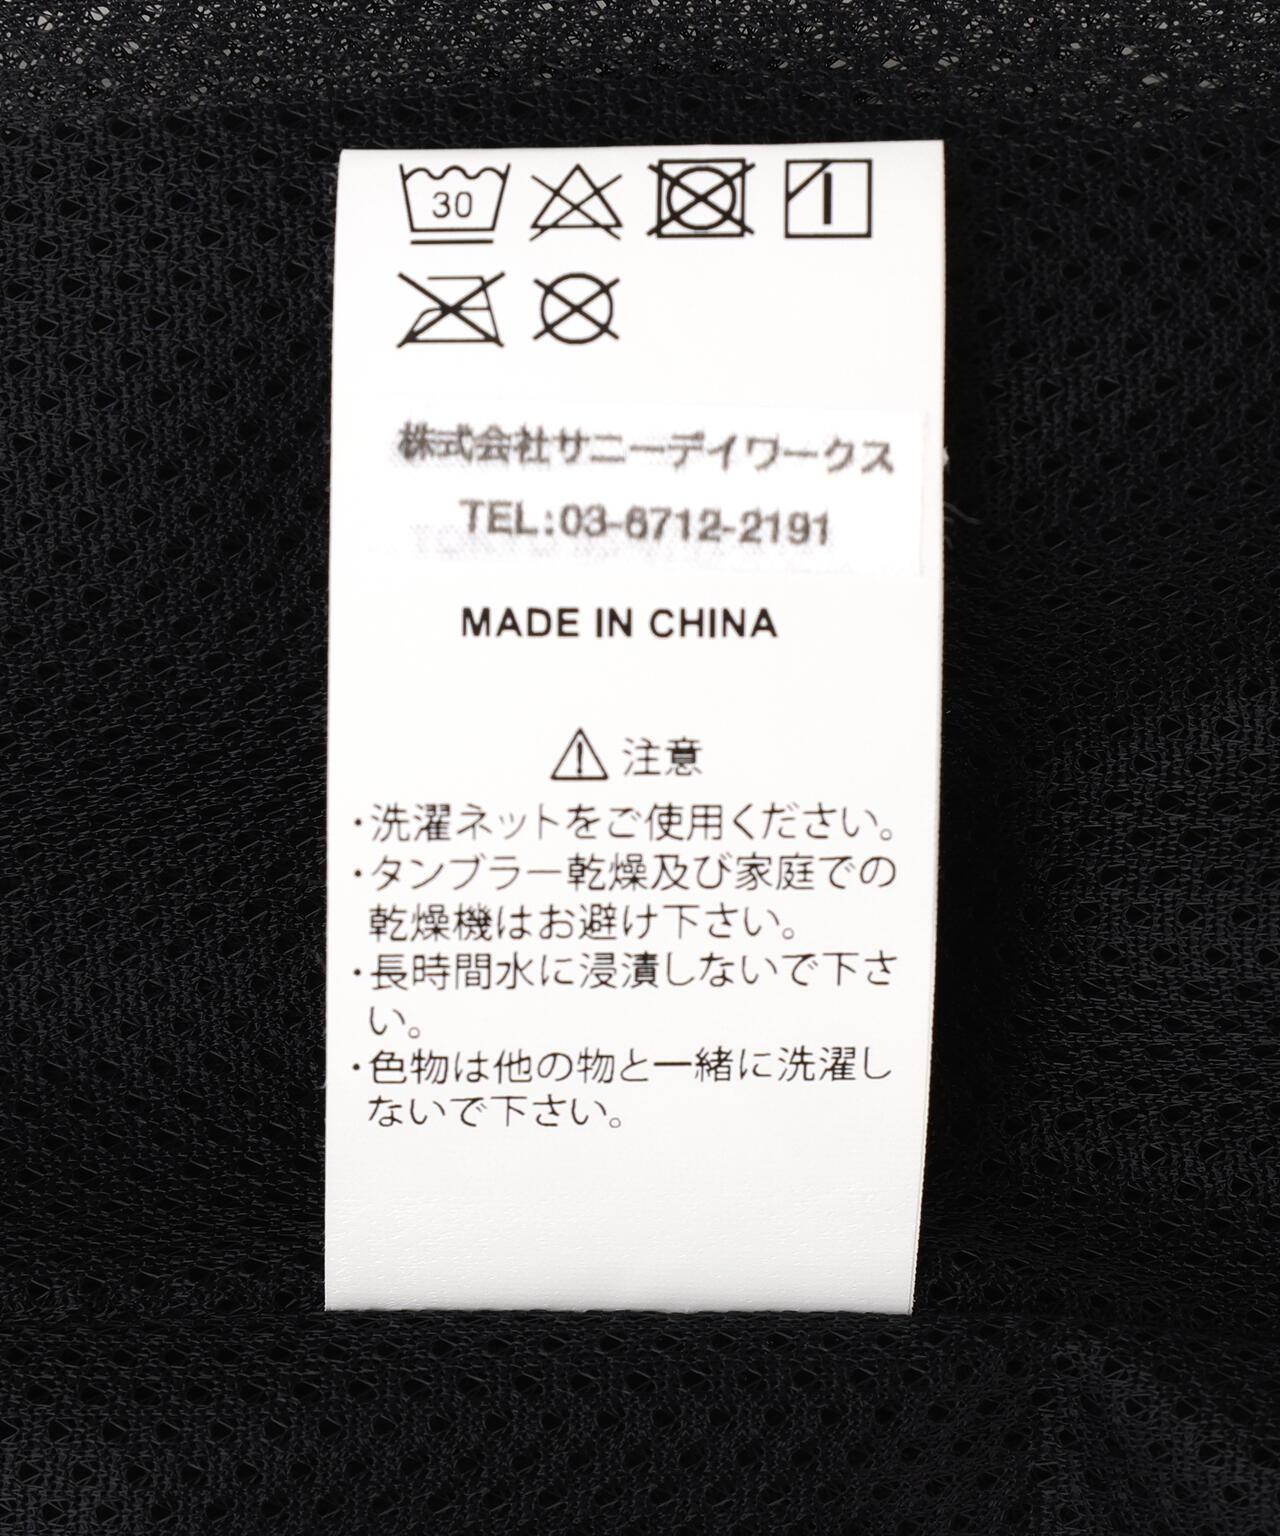 30
株式会社サニーデイワークス
TEL:03-6712-2191
MADE IN CHINA
注意
・洗濯ネットをご使用ください。
・タンブラー乾燥及び家庭での
乾燥機はお避け下さい。
・長時間水に浸漬しないで下さ
い。
・色物は他の物と一緒に洗濯し
ないで下さい。